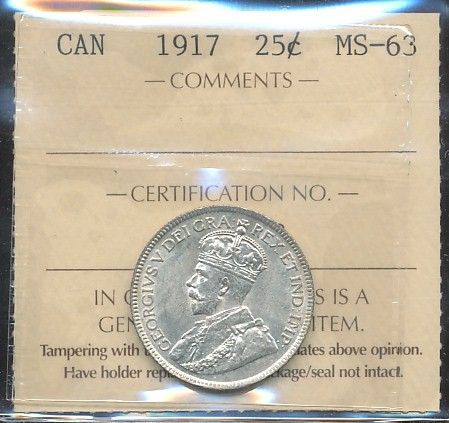 CAN 1917 25¢ MS-63
— COMMENTS —
— CERTIFICATION NO. —
GEORGIVS V DEI GRA: REX ET IND: IMP:
IN IS A
ITEM.
Tampering with above opinion.
Have holder seal not intact.